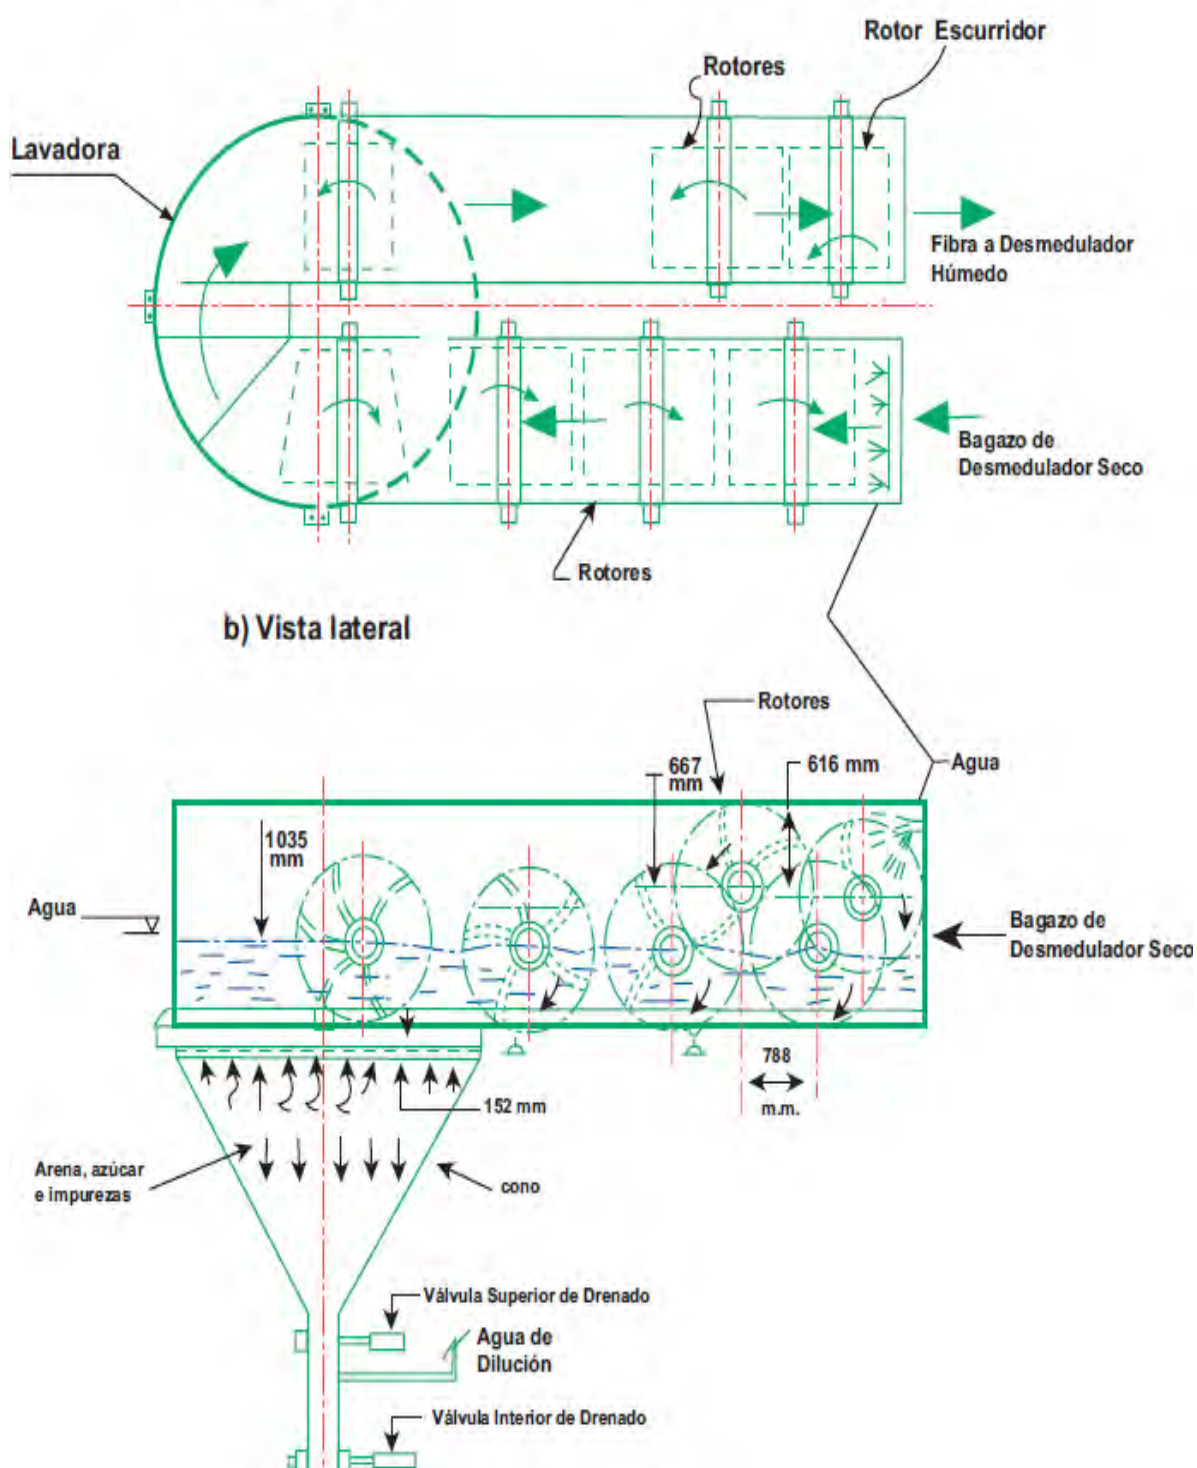 Rotor Escurridor
Rotores
Lavadora
Fibra a Desmedulador
Húmedo
Bagazo de
Desmedulador Seco
Rotores
b) Vista lateral
Rotores
667
mm
616 mm
Agua
1035
mm
Agua
Bagazo de
Desmedulador Seco
788
m.m.
152 mm
Arena, azúcar
e impurezas
cono
Válvula Superior de Drenado
Agua de
Dilución
Válvula Interior de Drenado